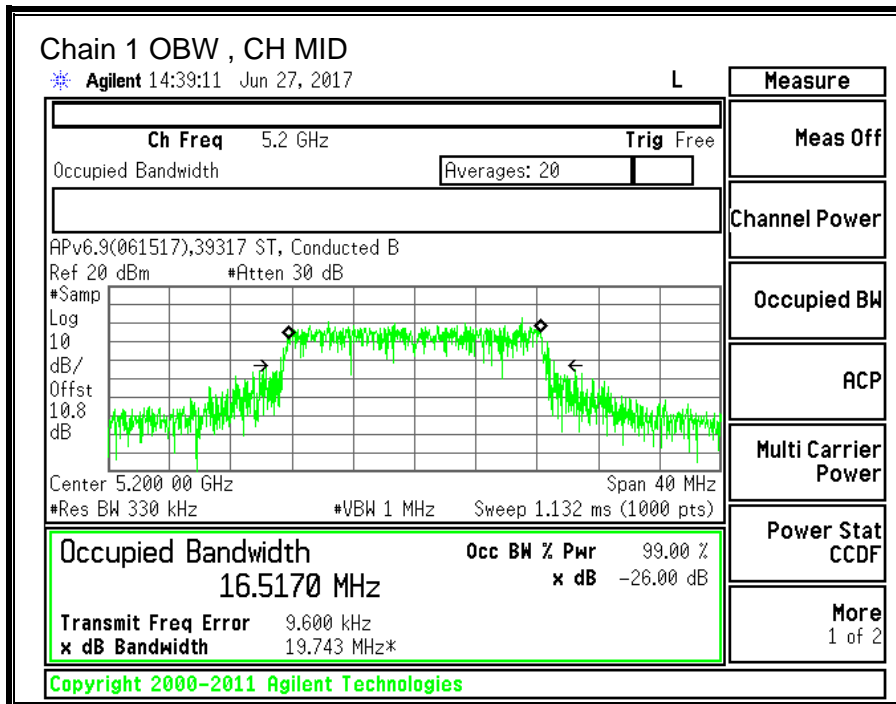 Chain 1 OBW , CH MID
Agilent 14:39:11 Jun 27, 2017 L
Measure
Ch Freq 5.2 GHz Trig Free
Occupied Bandwidth Averages: 20
APv6.9(061517),39317 ST, Conducted B
Ref 20 dBm #Atten 30 dB
#Samp
Log
10
dB/
Offst
10.8
dB
Center 5.200 00 GHz Span 40 MHz
#Res BW 330 kHz #VBW 1 MHz Sweep 1.132 ms (1000 pts)
Occupied Bandwidth Occ BW % Pwr 99.00 %
16.5170 MHz x dB -26.00 dB
Transmit Freq Error 9.600 kHz
x dB Bandwidth 19.743 MHz*
Copyright 2000-2011 Agilent Technologies
Meas Off
Channel Power
Occupied BW
ACP
Multi Carrier
Power
Power Stat
CCDF
More
1 of 2